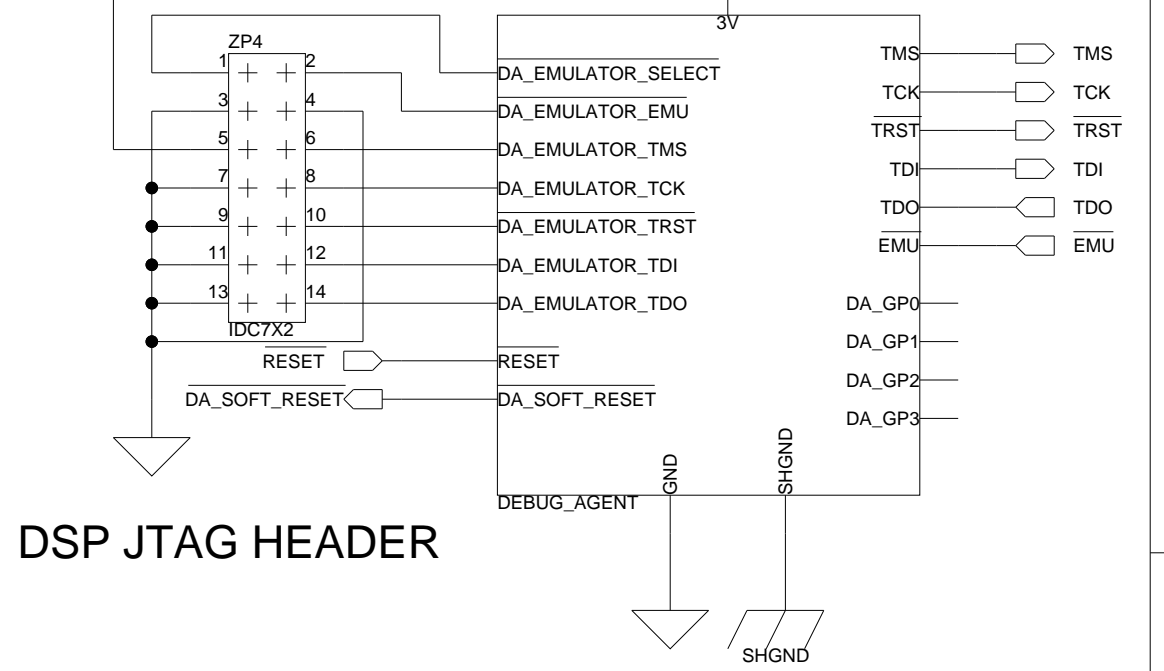 3V
ZP4
1 2
3 4
5 6
7 8
9 10
11 12
13 14
IDC7X2
DA_EMULATOR_SELECT
DA_EMULATOR_EMU
DA_EMULATOR_TMS
DA_EMULATOR_TCK
DA_EMULATOR_TRST
DA_EMULATOR_TDI
DA_EMULATOR_TDO
RESET RESET
DA_SOFT_RESET DA_SOFT_RESET
TMS TMS
TCK TCK
TRST TRST
TDI TDI
TDO TDO
EMU EMU
DA_GP0
DA_GP1
DA_GP2
DA_GP3
GND
SHGND
DEBUG_AGENT
DSP JTAG HEADER
SHGND